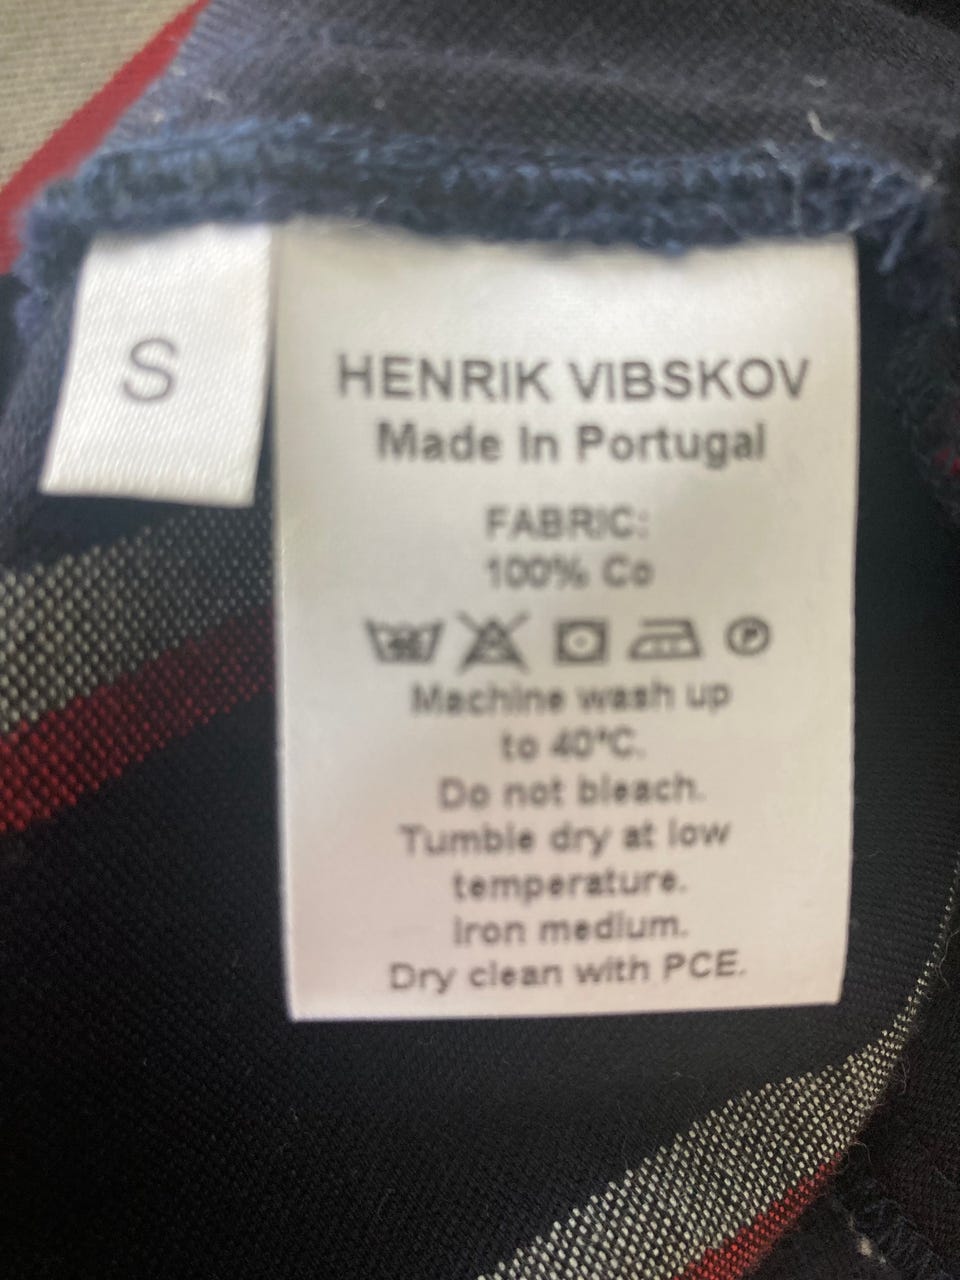 S
HENRIK VIBSKOV
Made In Portugal
FABRIC:
100% Co
40
P
Machine wash up
to 40°C.
Do not bleach.
Tumble dry at low
temperature.
Iron medium.
Dry clean with PCE.